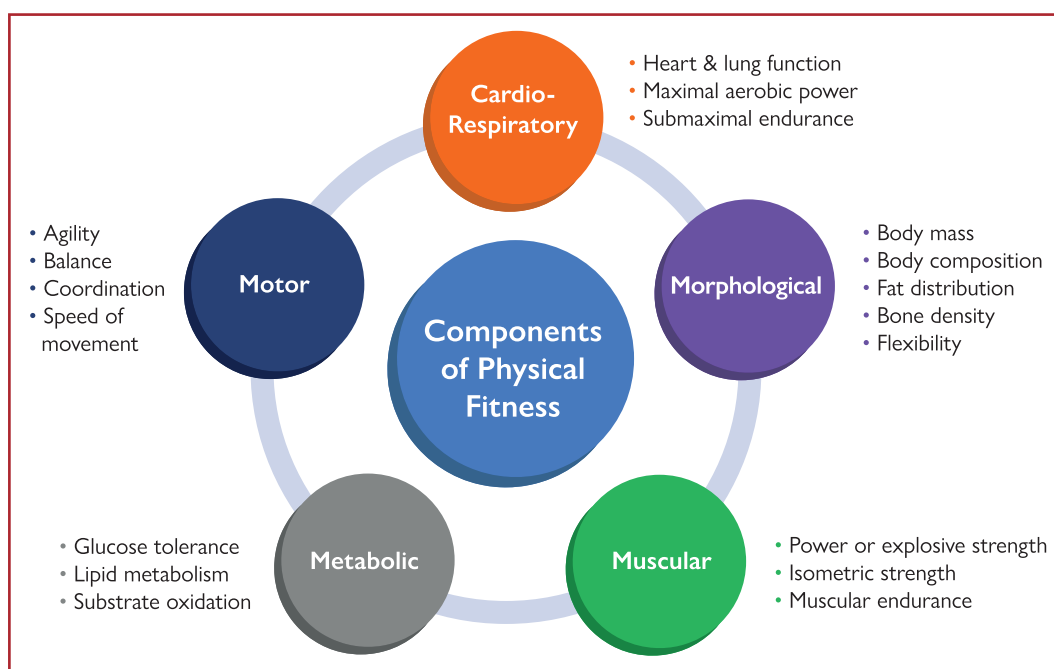 Cardio-
Respiratory
• Heart & lung function
• Maximal aerobic power
• Submaximal endurance
Motor
• Agility
• Balance
• Coordination
• Speed of
movement
Morphological
• Body mass
• Body composition
• Fat distribution
• Bone density
• Flexibility
Components
of Physical
Fitness
Metabolic
• Glucose tolerance
• Lipid metabolism
• Substrate oxidation
Muscular
• Power or explosive strength
• Isometric strength
• Muscular endurance